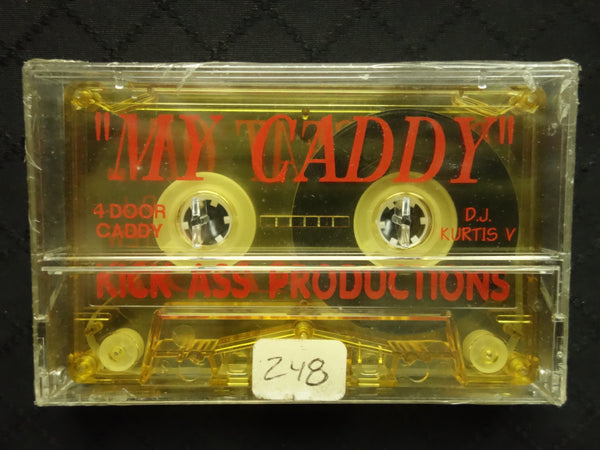 "MY CADDY"
4-DOOR
CADDY
D.J.
KURTIS V
KICK ASS PRODUCTIONS
248